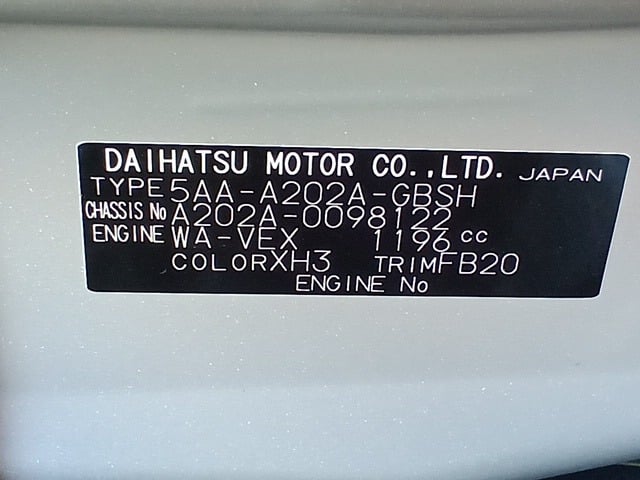 DAIHATSU MOTOR CO.,LTD. JAPAN
TYPE 5AA-A202A-GBSH
CHASSIS No A202A-0098122
ENGINE WA-VEX 1196 cc
COLOR XH3 TRIM FB20
ENGINE No